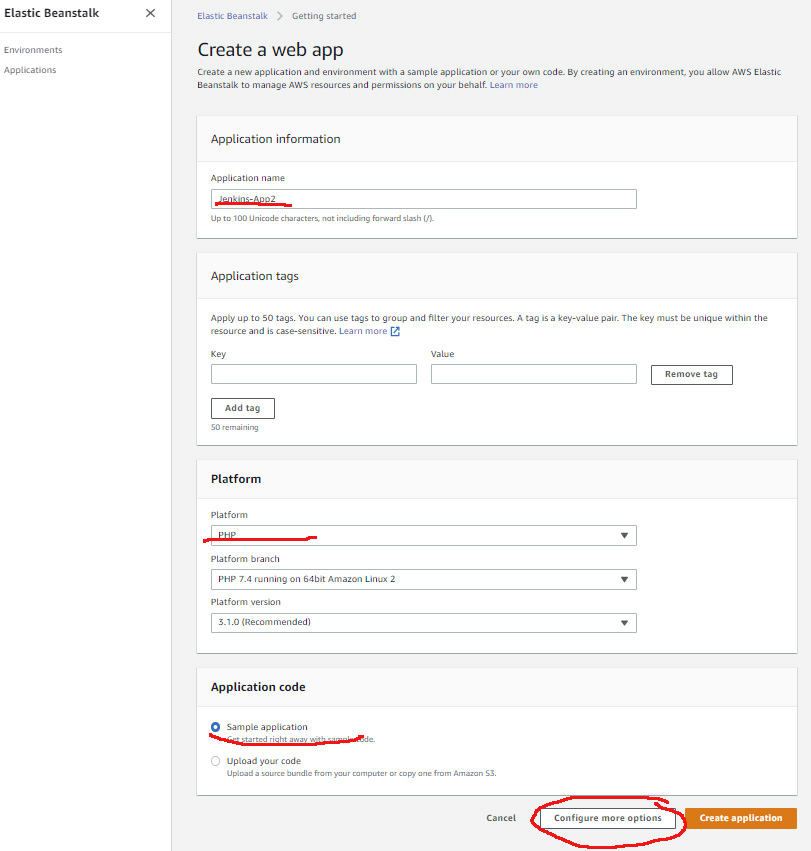 Elastic Beanstalk
Environments
Applications
Elastic Beanstalk > Getting started
Create a web app
Create a new application and environment with a sample application or your own code. By creating an environment, you allow AWS Elastic
Beanstalk to manage AWS resources and permissions on your behalf. Learn more
Application information
Application name
Jenkins-App2
Up to 100 Unicode characters, not including forward slash (/).
Application tags
Apply up to 50 tags. You can use tags to group and filter your resources. A tag is a key-value pair. The key must be unique within the
resource and is case-sensitive. Learn more
Key Value
Remove tag
Add tag
50 remaining
Platform
Platform
PHP
Platform branch
PHP 7.4 running on 64bit Amazon Linux 2
Platform version
3.1.0 (Recommended)
Application code
Sample application
Get started right away with sample code.
Upload your code
Upload a source bundle from your computer or copy one from Amazon S3.
Cancel Configure more options Create application